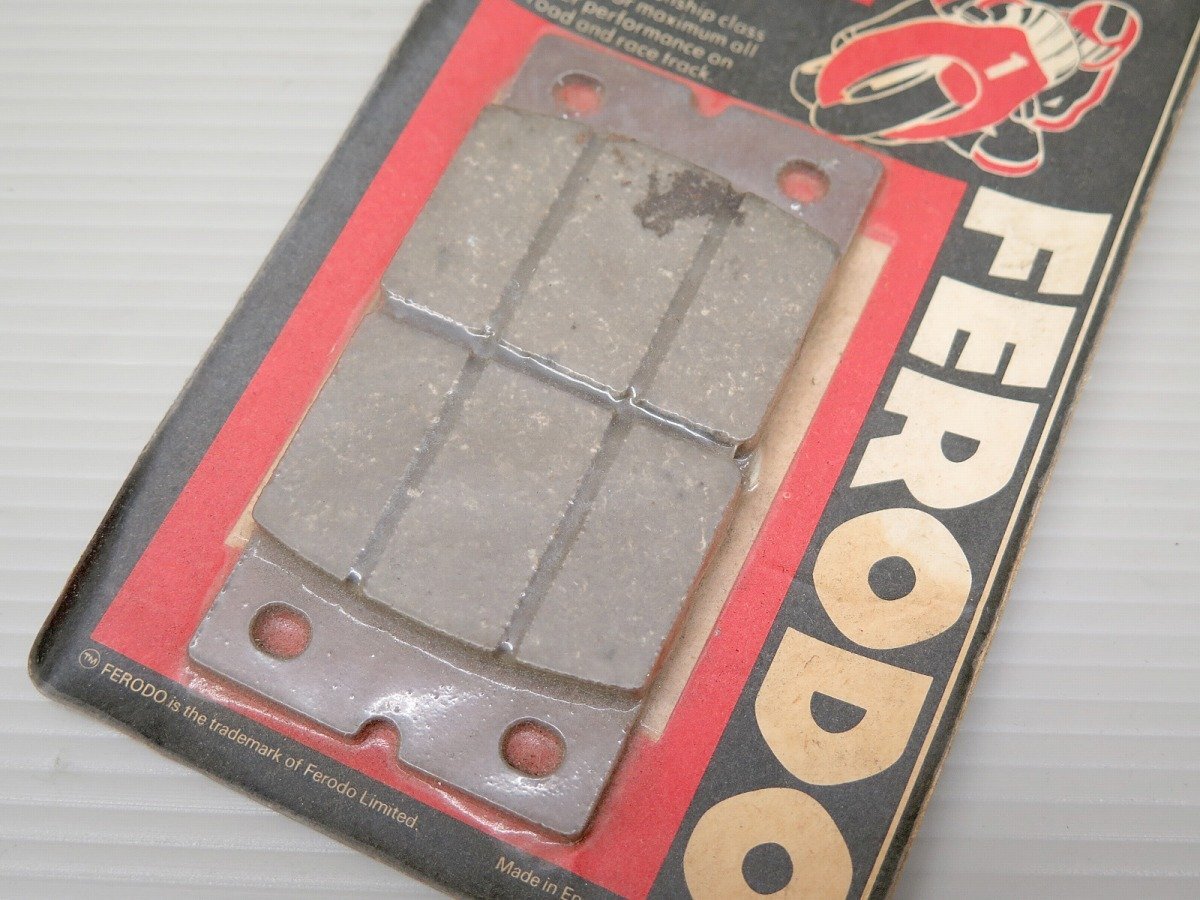 class
maximum all
performance on
road and race track.
1
FERODO
TM FERODO is the trademark of Ferodo Limited.
Made in